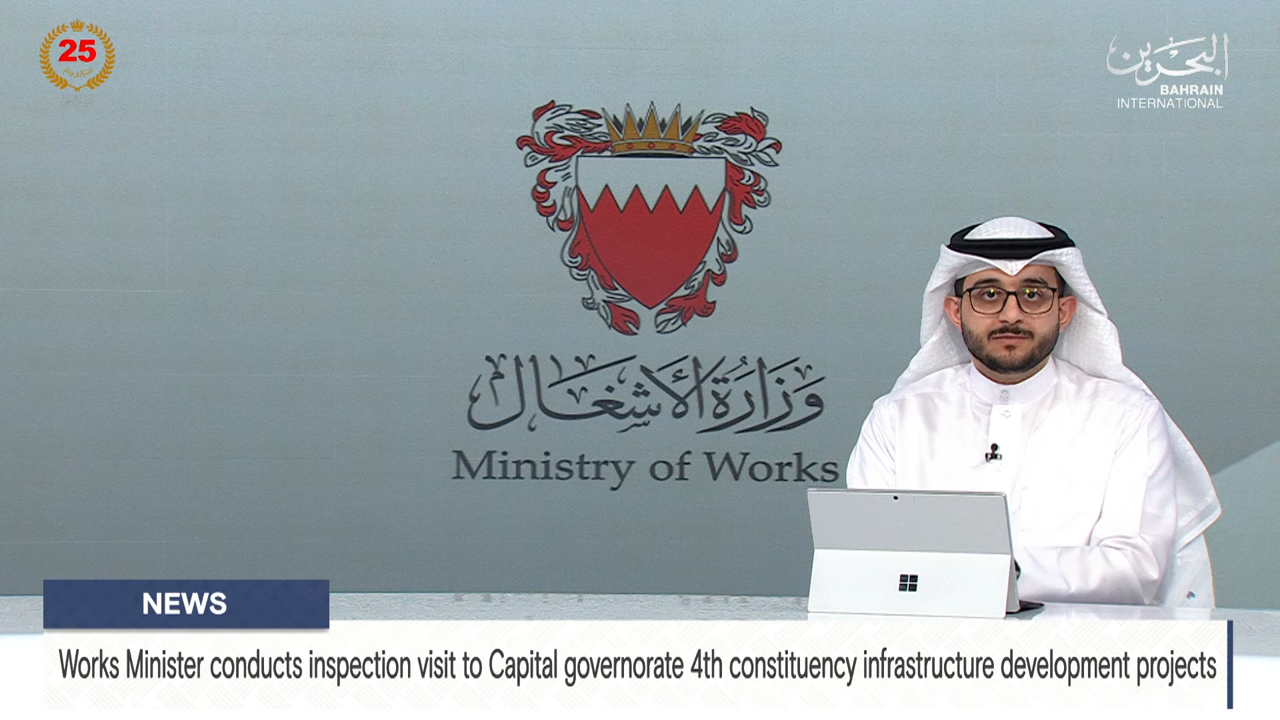 25
البحرين
BAHRAIN
INTERNATIONAL
وزارة الأشغال
Ministry of Works
NEWS
Works Minister conducts inspection visit to Capital governorate 4th constituency infrastructure development projects